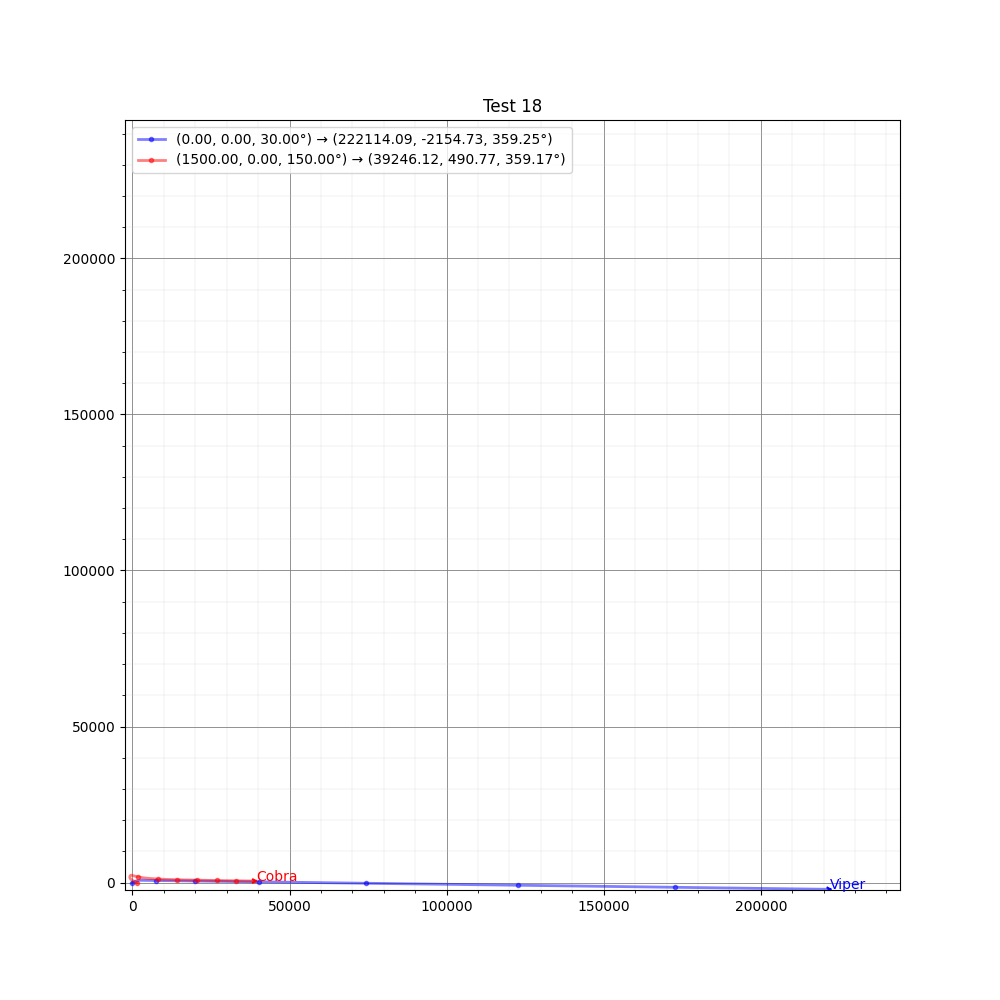 Test 18
(0.00, 0.00, 30.00°) → (222114.09, -2154.73, 359.25°)
(1500.00, 0.00, 150.00°) → (39246.12, 490.77, 359.17°)
200000
150000
100000
50000
0
Cobra
Viper
0 50000 100000 150000 200000